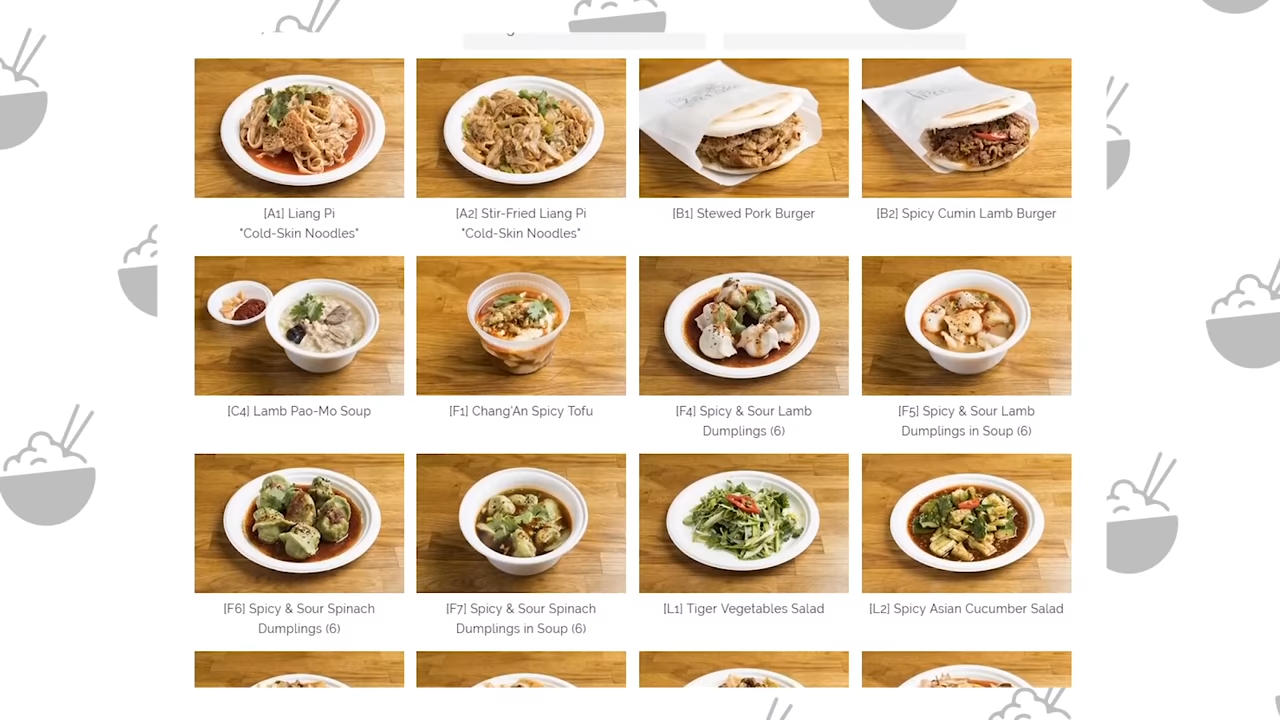 [A1] Liang Pi
"Cold-Skin Noodles"
[A2] Stir-Fried Liang Pi
"Cold-Skin Noodles"
[B1] Stewed Pork Burger
[B2] Spicy Cumin Lamb Burger
[C4] Lamb Pao-Mo Soup
[F1] Chang'An Spicy Tofu
[F4] Spicy & Sour Lamb
Dumplings (6)
[F5] Spicy & Sour Lamb
Dumplings in Soup (6)
[F6] Spicy & Sour Spinach
Dumplings (6)
[F7] Spicy & Sour Spinach
Dumplings in Soup (6)
[L1] Tiger Vegetables Salad
[L2] Spicy Asian Cucumber Salad